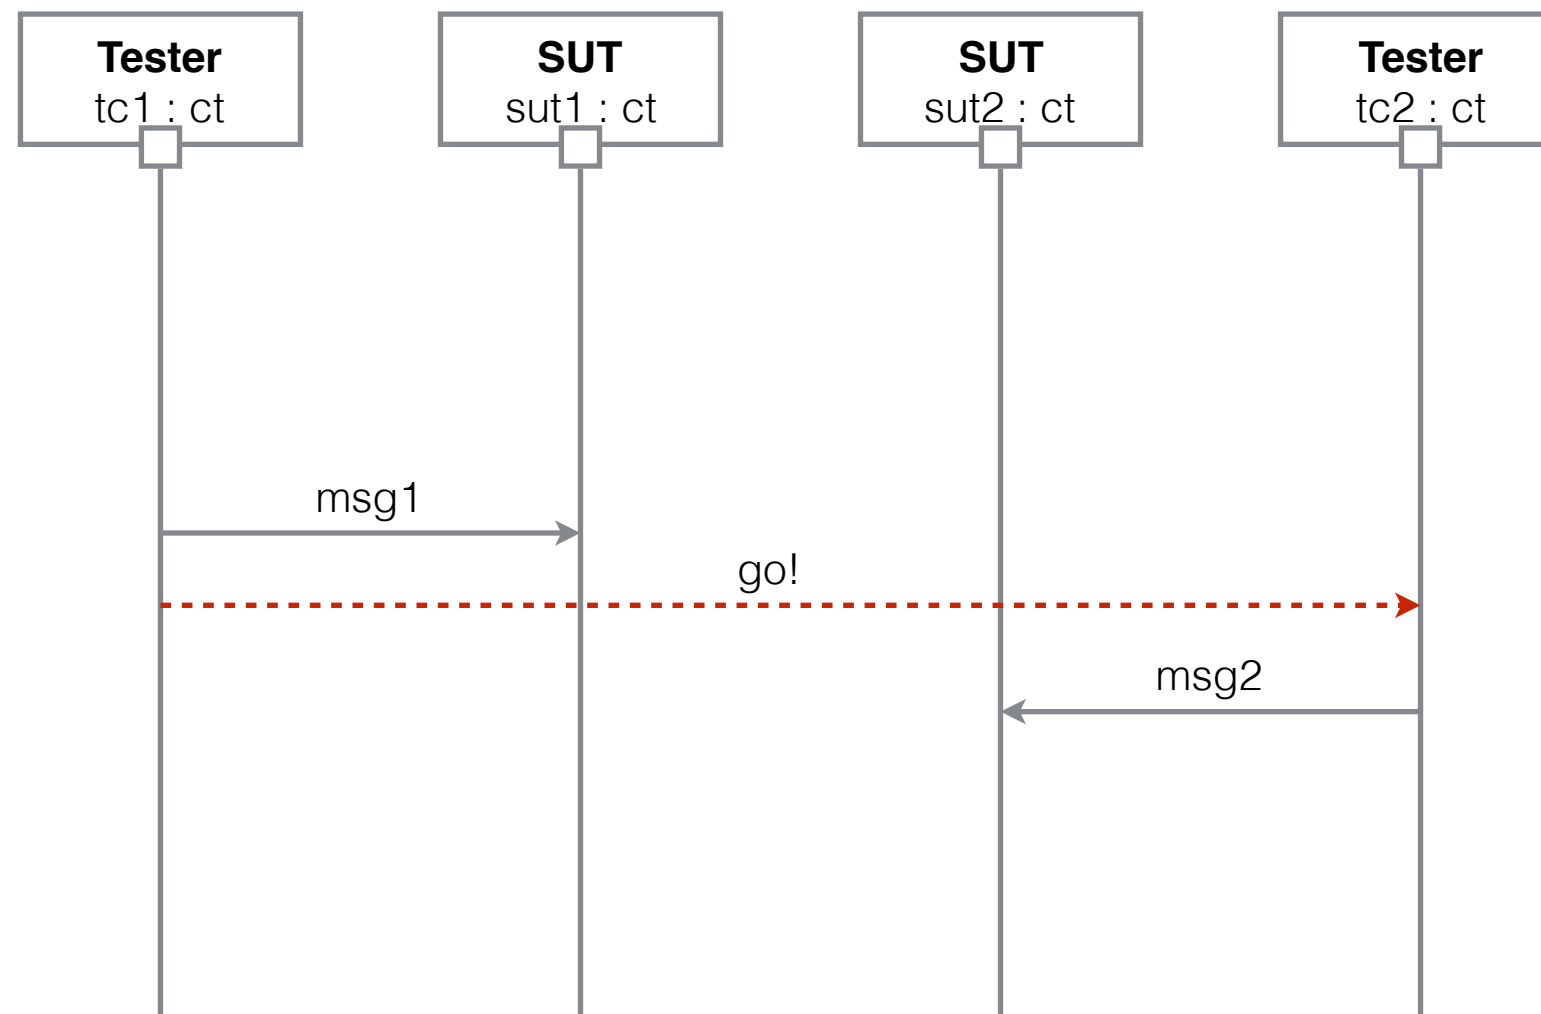 Tester
tc1 : ct
SUT
sut1 : ct
SUT
sut2 : ct
Tester
tc2 : ct
msg1
go!
msg2